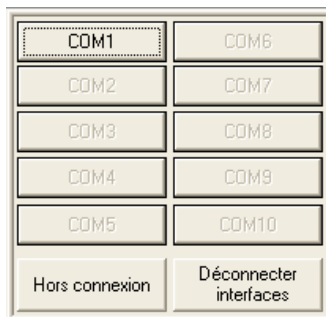 COM1 COM6
COM2 COM7
COM3 COM8
COM4 COM9
COM5 COM10
Hors connexion Déconnecter
interfaces